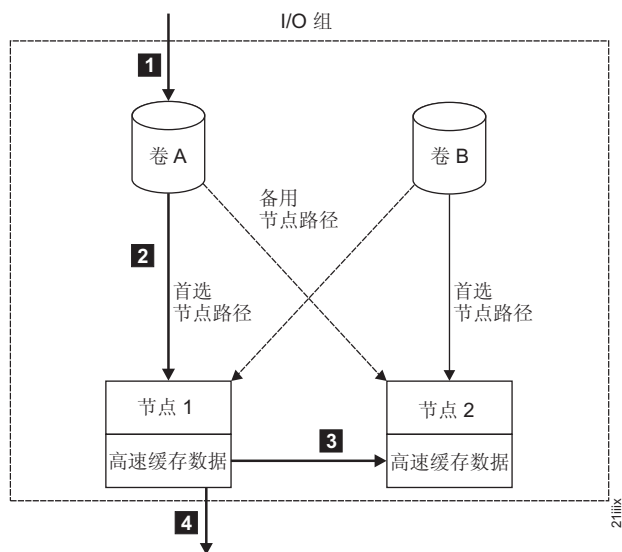 I/O 组
1
卷 A
卷 B
备用
节点路径
2
首选
节点路径
首选
节点路径
节点 1
节点 2
高速缓存数据
3
高速缓存数据
4
21iiix